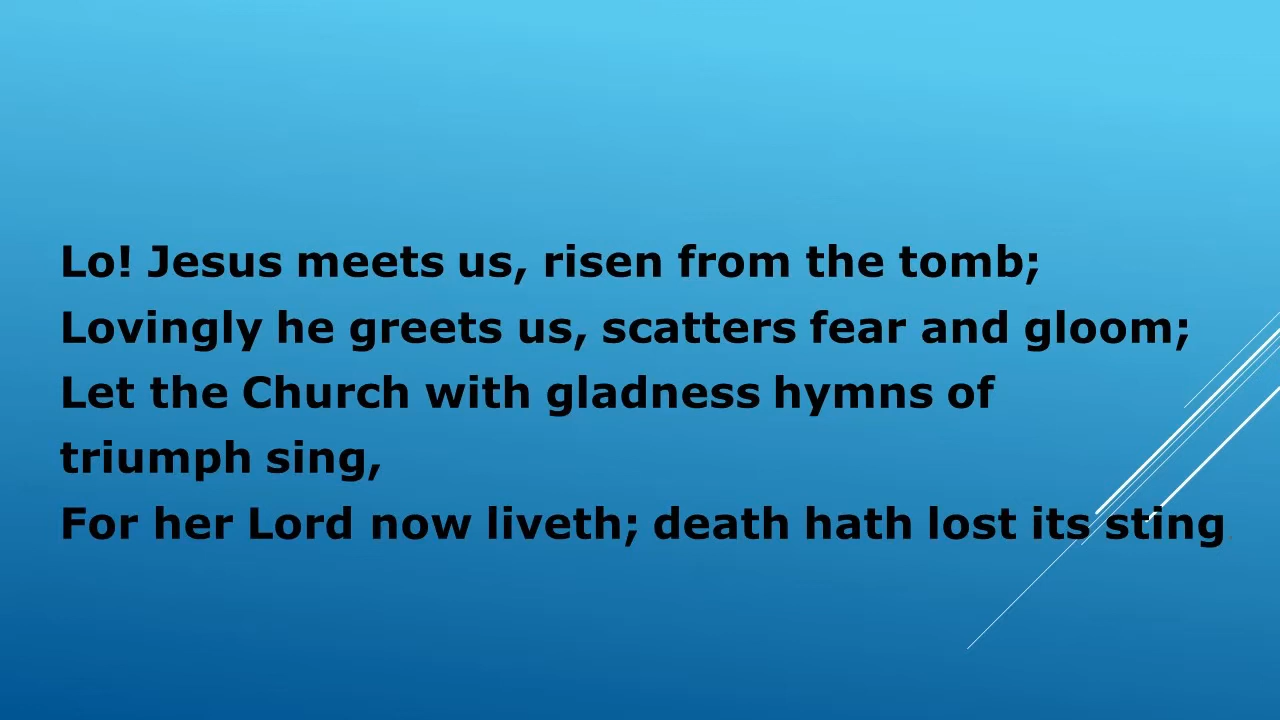 Lo! Jesus meets us, risen from the tomb;
Lovingly he greets us, scatters fear and gloom;
Let the Church with gladness hymns of
triumph sing,
For her Lord now liveth; death hath lost its sting